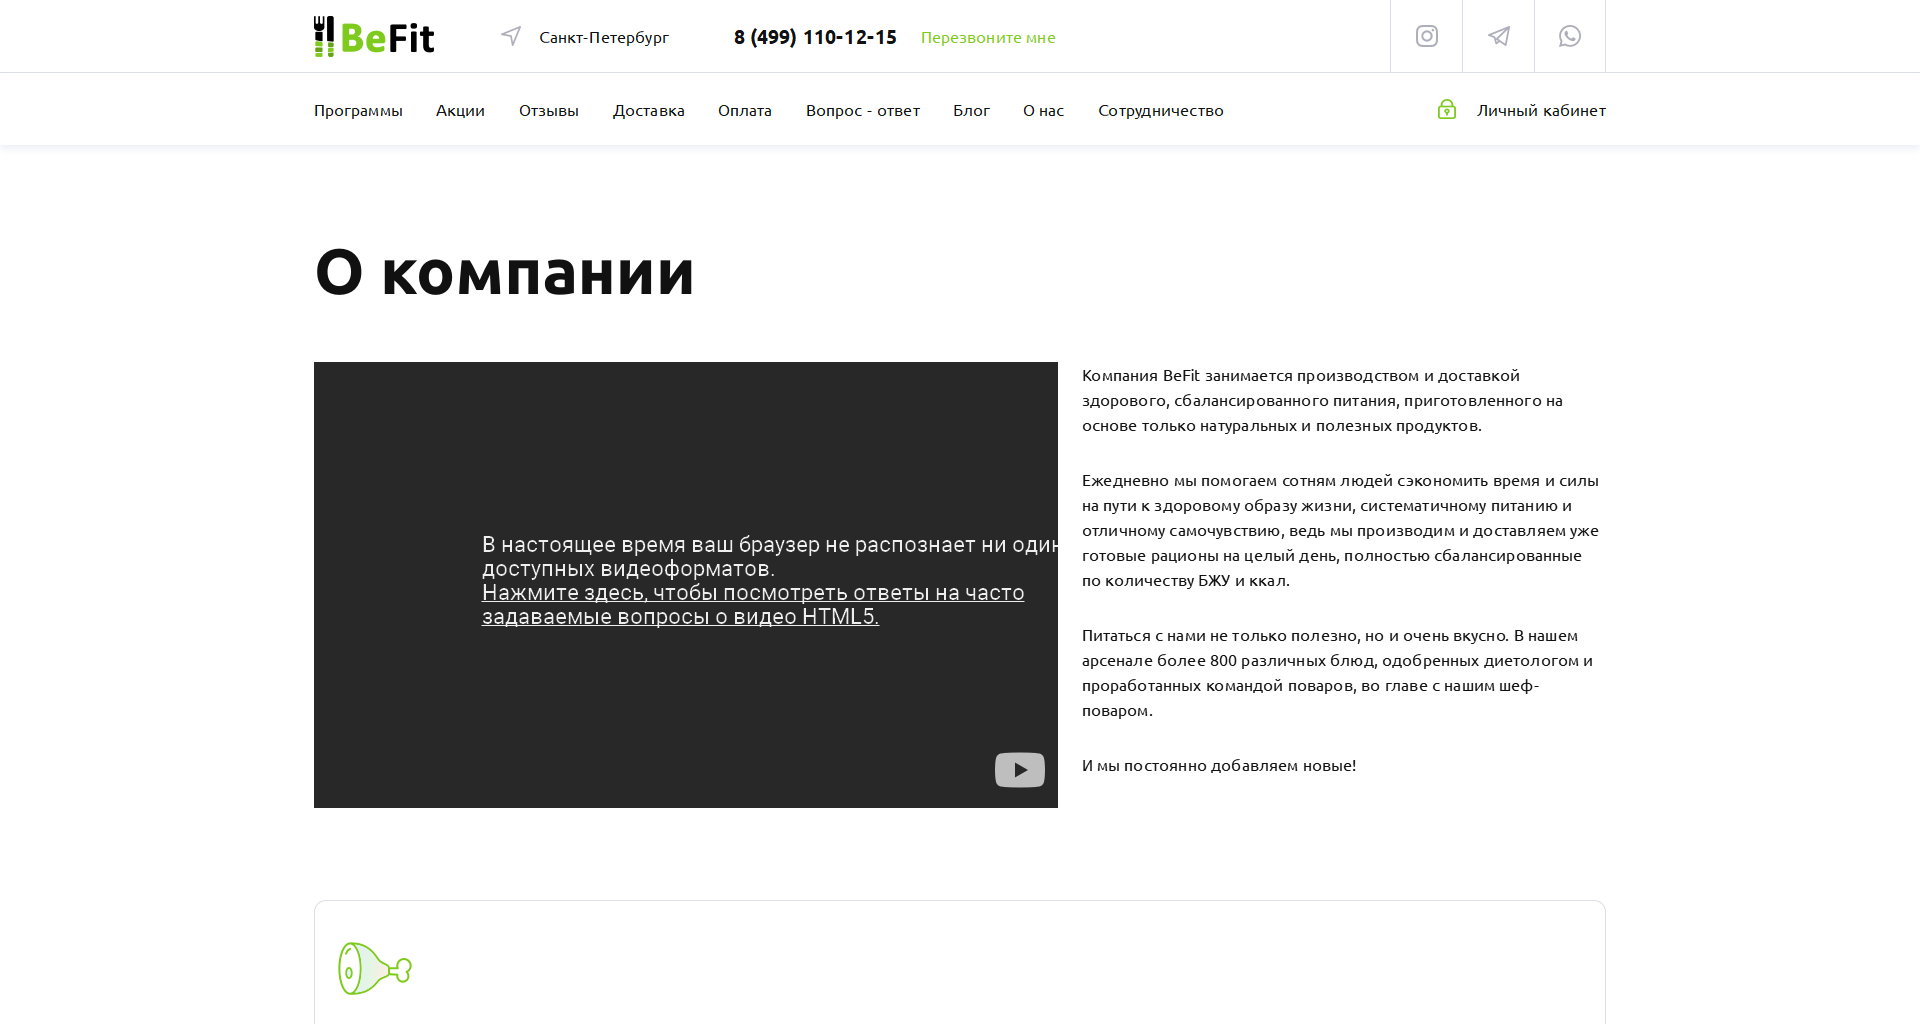 BeFit
Санкт-Петербург
8 (499) 110-12-15
Перезвоните мне
Программы
Акции
Отзывы
Доставка
Оплата
Вопрос - ответ
Блог
О нас
Сотрудничество
Личный кабинет
О компании
В настоящее время ваш браузер не распознает ни один
доступных видеоформатов.
Нажмите здесь, чтобы посмотреть ответы на часто
задаваемые вопросы о видео HTML5.
Компания BeFit занимается производством и доставкой
здорового, сбалансированного питания, приготовленного на
основе только натуральных и полезных продуктов.
Ежедневно мы помогаем сотням людей сэкономить время и силы
на пути к здоровому образу жизни, систематичному питанию и
отличному самочувствию, ведь мы производим и доставляем уже
готовые рационы на целый день, полностью сбалансированные
по количеству БЖУ и ккал.
Питаться с нами не только полезно, но и очень вкусно. В нашем
арсенале более 800 различных блюд, одобренных диетологом и
проработанных командой поваров, во главе с нашим шеф-
поваром.
И мы постоянно добавляем новые!